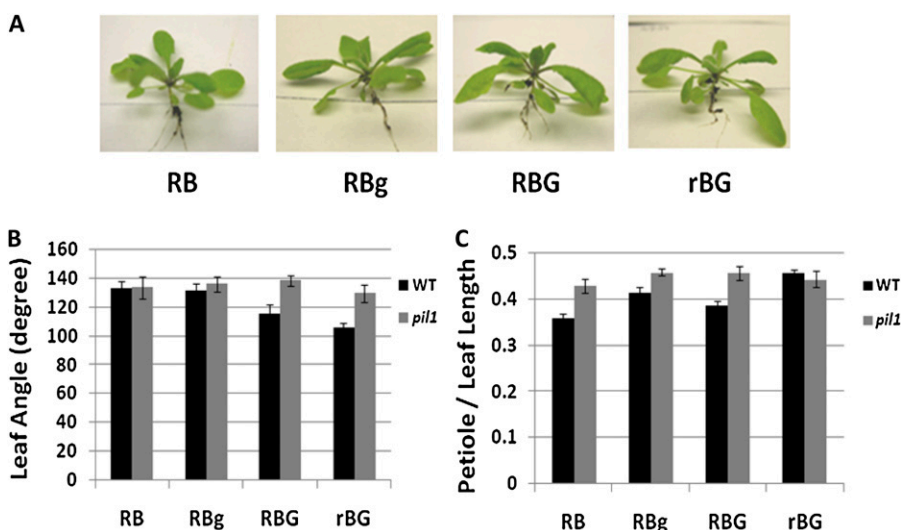 A
RB
RBg
RBG
rBG
B
Leaf Angle (degree)
160
140
120
100
80
60
40
20
0
RB
RBg
RBG
rBG
WT
pil1
C
Petiole / Leaf Length
0.5
0.4
0.3
0.2
0.1
0
RB
RBg
RBG
rBG
WT
pil1